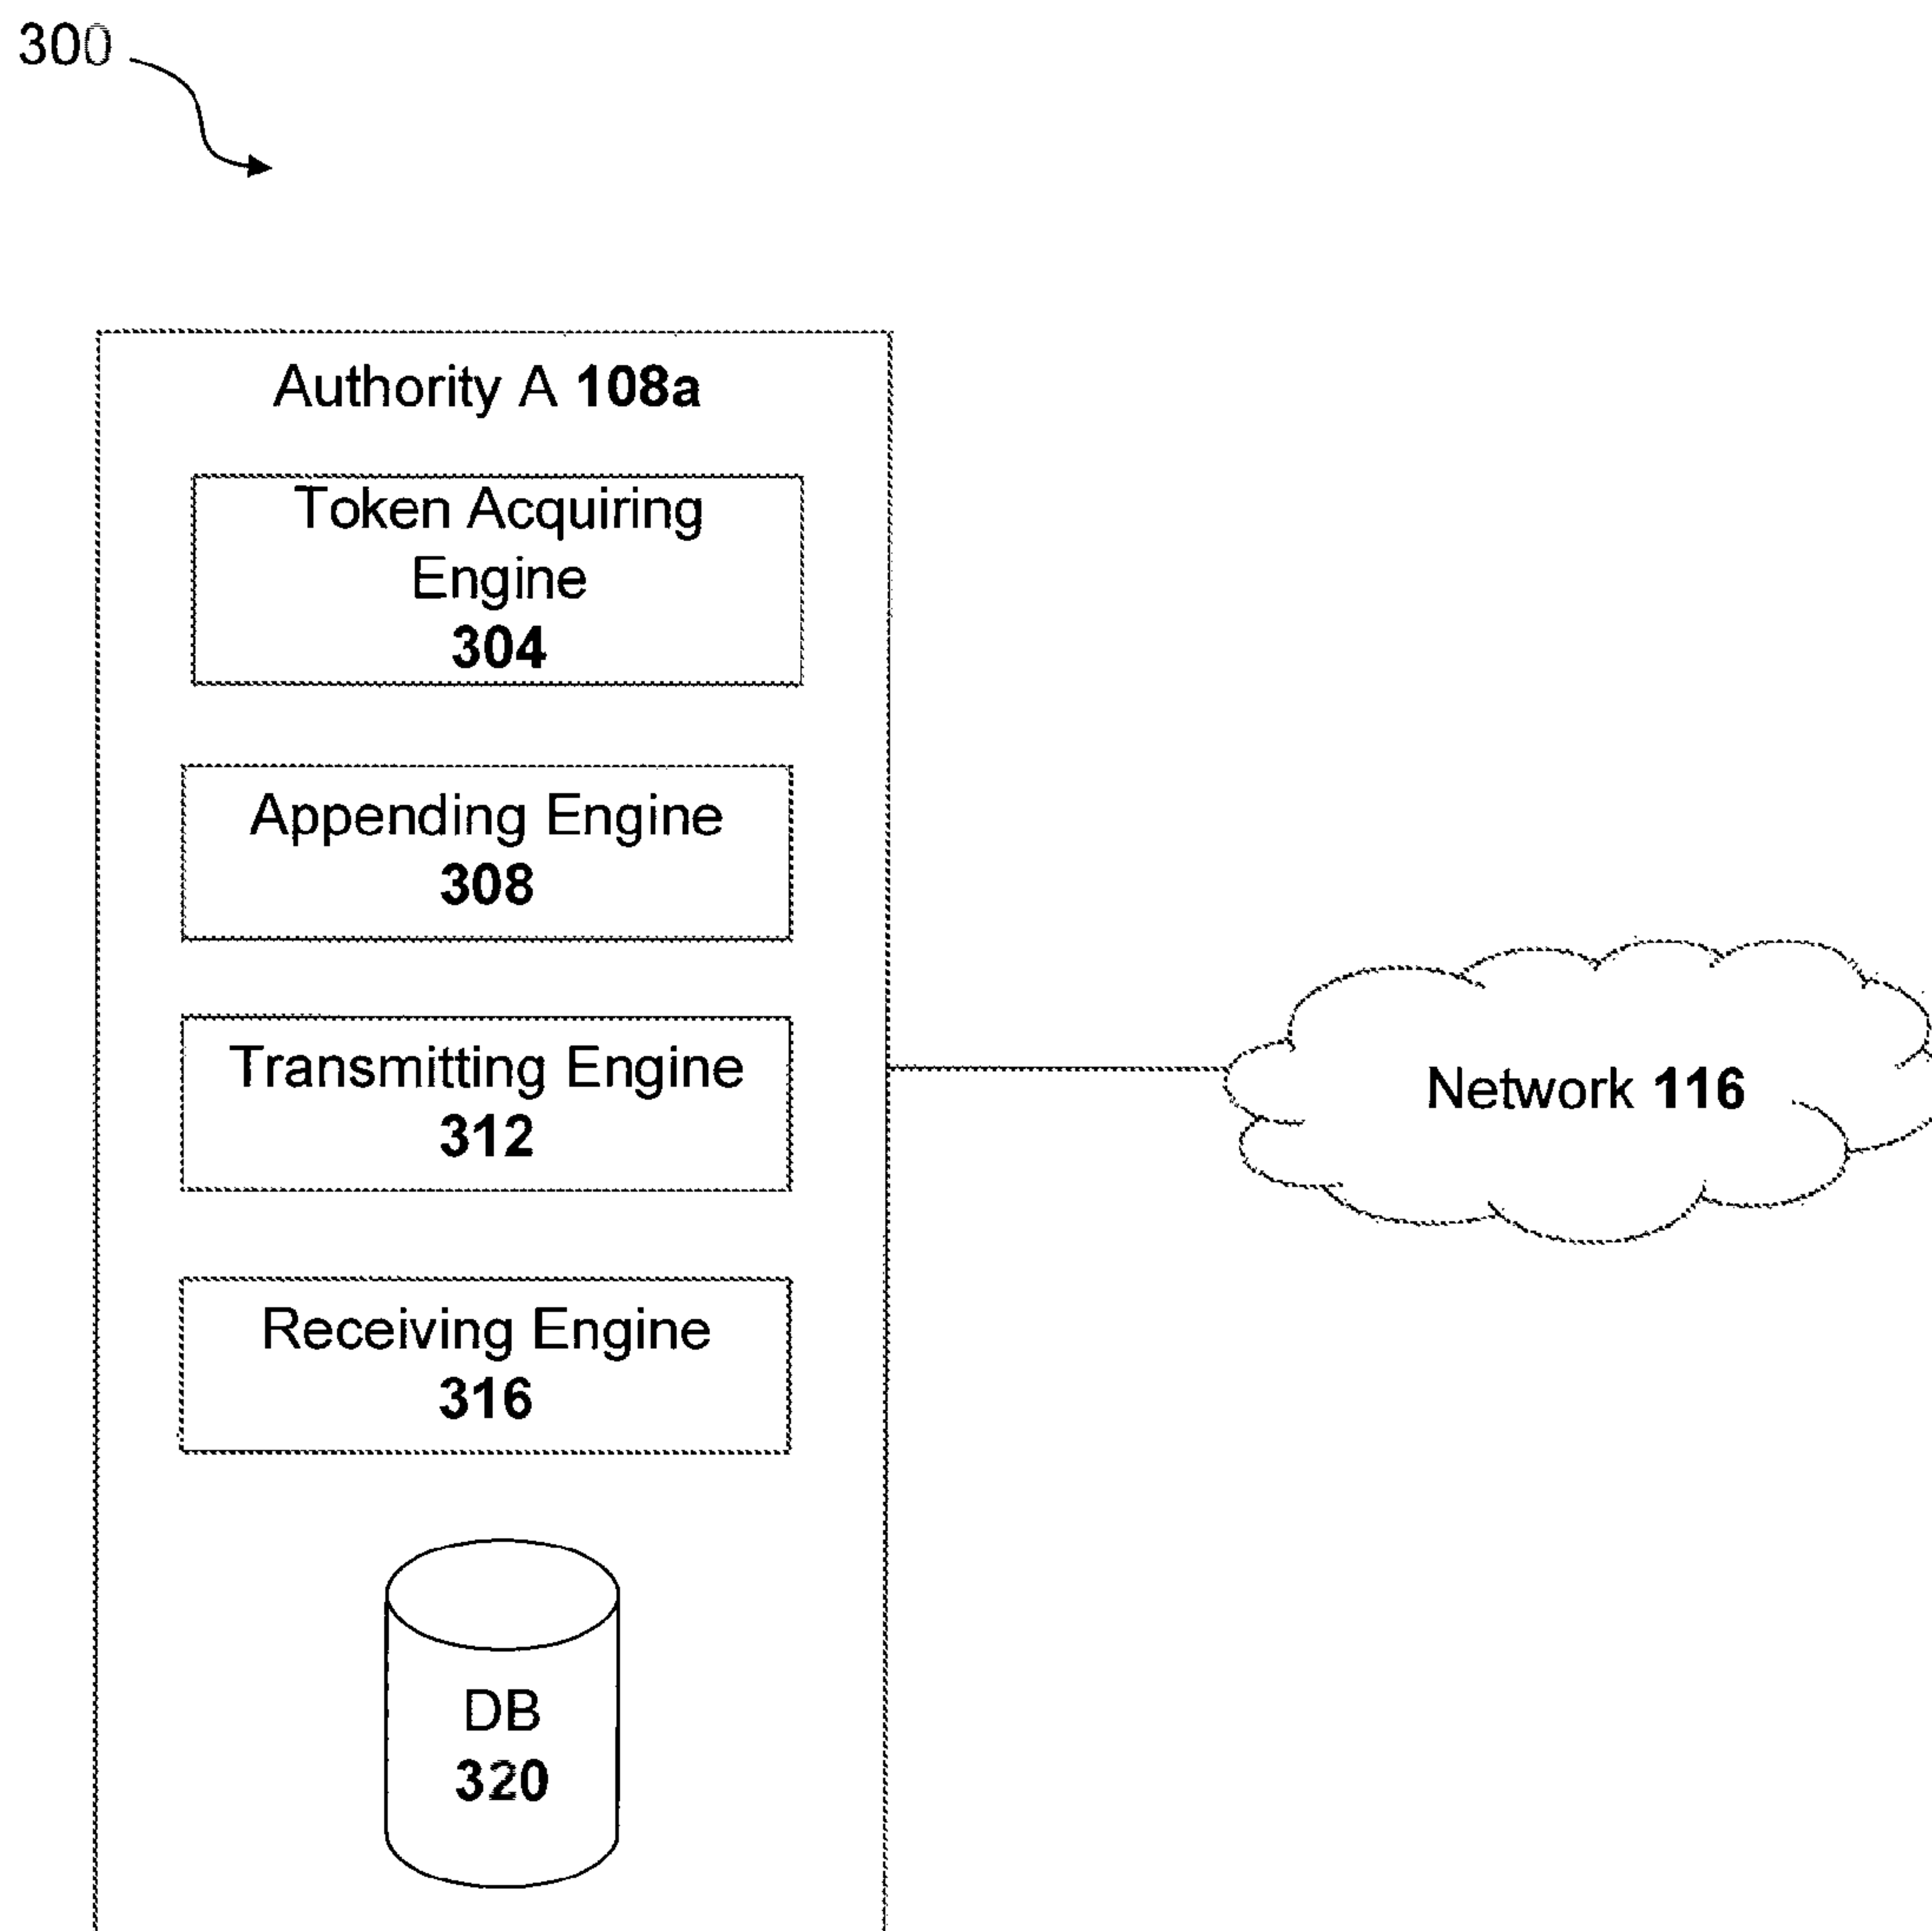 300
Authority A 108a
Token Acquiring
Engine
304
Appending Engine
308
Transmitting Engine
312
Network 116
Receiving Engine
316
DB
320